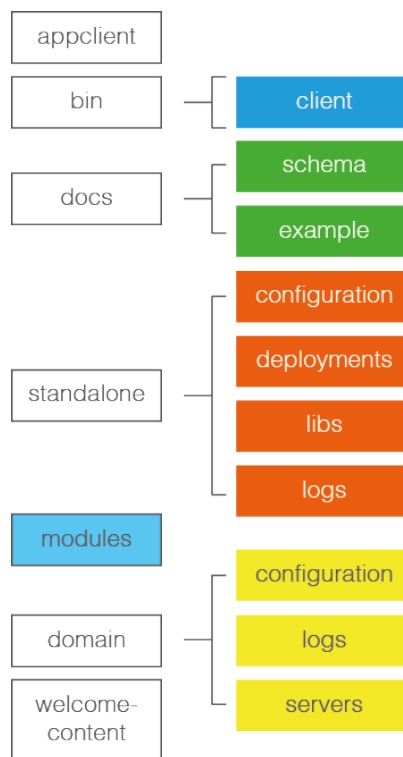 appclient
bin
client
docs
schema
example
standalone
configuration
deployments
libs
logs
modules
domain
configuration
logs
servers
welcome-
content